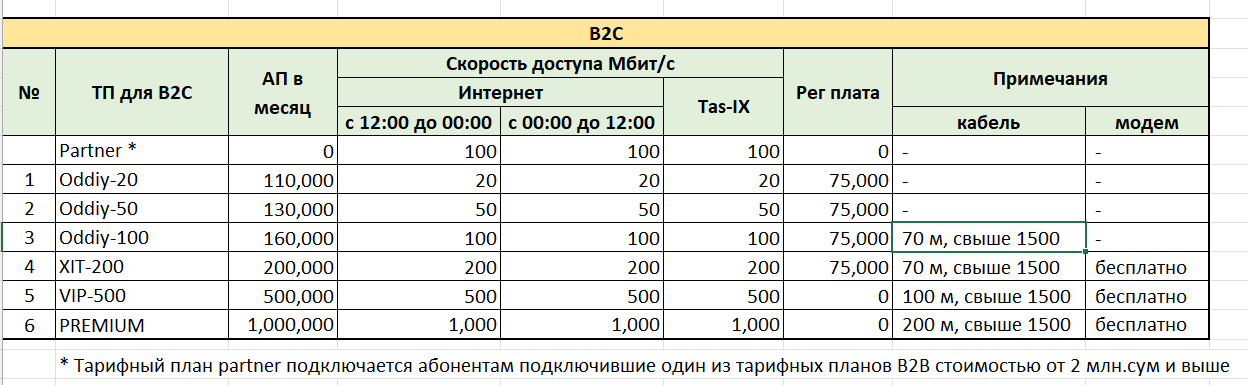 B2C
№ ТП для B2C АП в месяц Скорость доступа Мбит/с Рег плата Примечания
Интернет Tas-IX
с 12:00 до 00:00 с 00:00 до 12:00 кабель модем
Partner * 0 100 100 100 0 - -
1 Oddiy-20 110,000 20 20 20 75,000 - -
2 Oddiy-50 130,000 50 50 50 75,000 - -
3 Oddiy-100 160,000 100 100 100 75,000 70 м, свыше 1500 -
4 XIT-200 200,000 200 200 200 75,000 70 м, свыше 1500 бесплатно
5 VIP-500 500,000 500 500 500 0 100 м, свыше 1500 бесплатно
6 PREMIUM 1,000,000 1,000 1,000 1,000 0 200 м, свыше 1500 бесплатно
* Тарифный план partner подключается абонентам подключившие один из тарифных планов B2B стоимостью от 2 млн.сум и выше